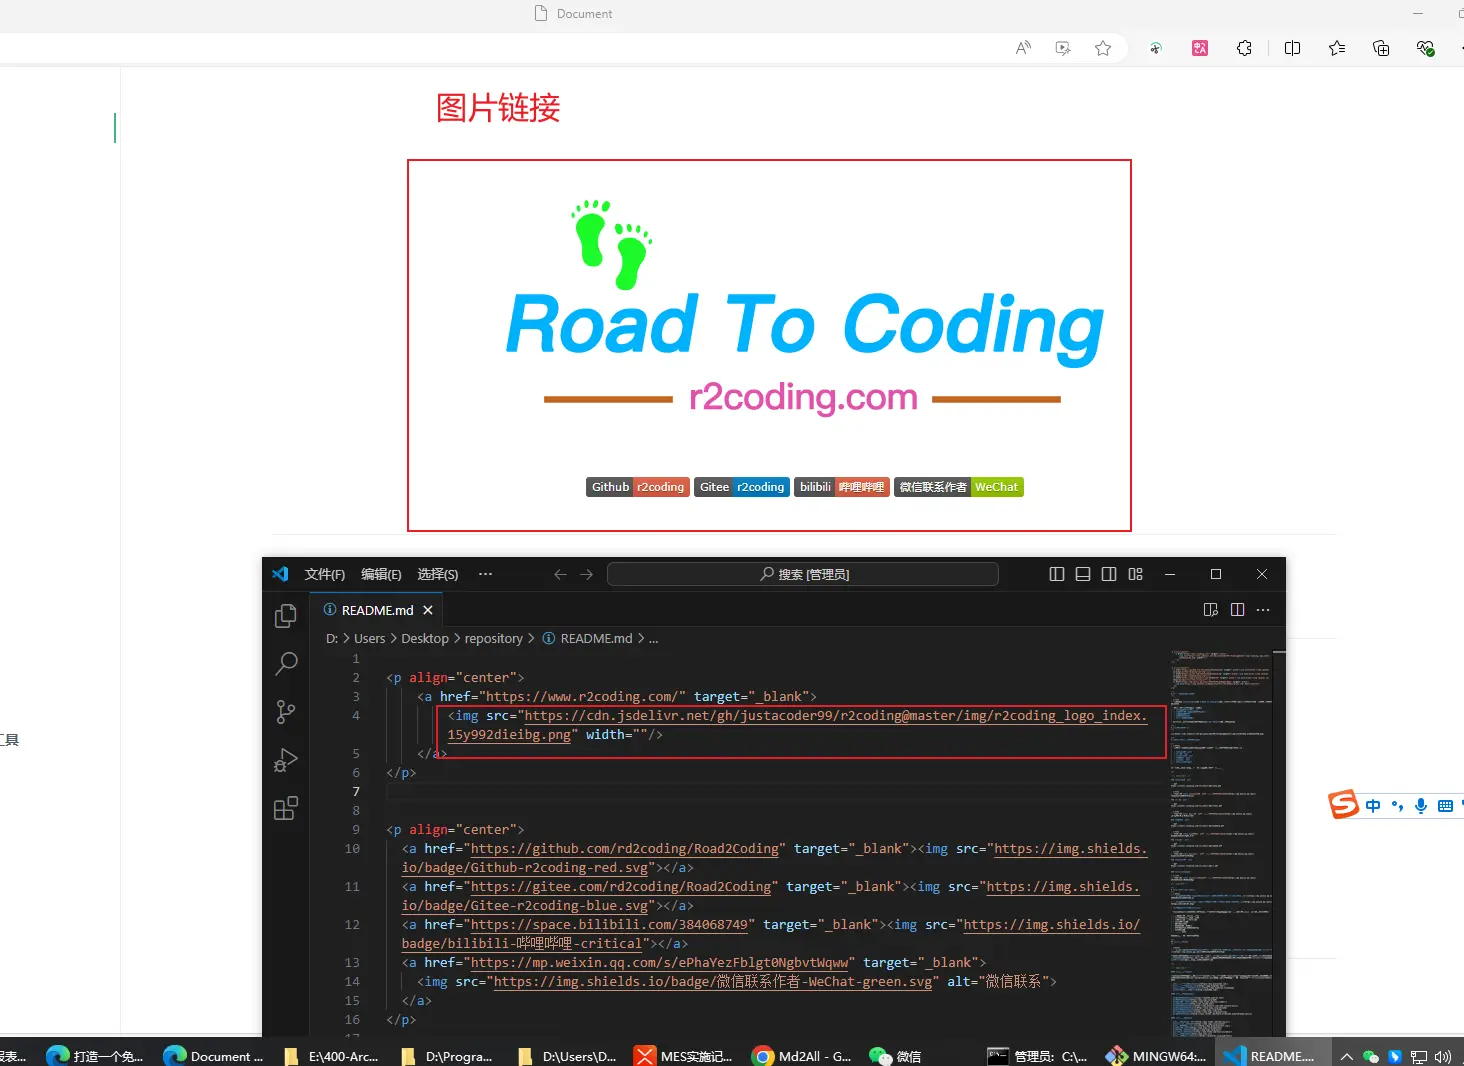 Document
图片链接
Road To Coding
r2coding.com
Github r2coding Gitee r2coding bilibili 哔哩哔哩 微信联系作者 WeChat
工具
文件(F) 编辑(E) 选择(S) ··· 搜索 [管理员]
README.md
D: > Users > Desktop > repository > README.md > ...
1
2 <p align="center">
3 <a href="https://www.r2coding.com/" target="_blank">
4 <img src="https://cdn.jsdelivr.net/gh/justacoder99/r2coding@master/img/r2coding_logo_index.
15y992dieibg.png" width=""/>
5 </a>
6 </p>
7
8
9 <p align="center">
10 <a href="https://github.com/rd2coding/Road2Coding" target="_blank"><img src="https://img.shields.
io/badge/Github-r2coding-red.svg"></a>
11 <a href="https://gitee.com/rd2coding/Road2Coding" target="_blank"><img src="https://img.shields.
io/badge/Gitee-r2coding-blue.svg"></a>
12 <a href="https://space.bilibili.com/384068749" target="_blank"><img src="https://img.shields.io/
badge/bilibili-哔哩哔哩-critical"></a>
13 <a href="https://mp.weixin.qq.com/s/ePhaYezFblgt0NgbvtWqww" target="_blank">
14 <img src="https://img.shields.io/badge/微信联系作者-WeChat-green.svg" alt="微信联系">
15 </a>
16 </p>
中
报表... 打造一个免... Document ... E:\400-Arc... D:\Progra... D:\Users\D... MES实施记... Md2All - G... 微信 管理员: C:\... MINGW64:... README....